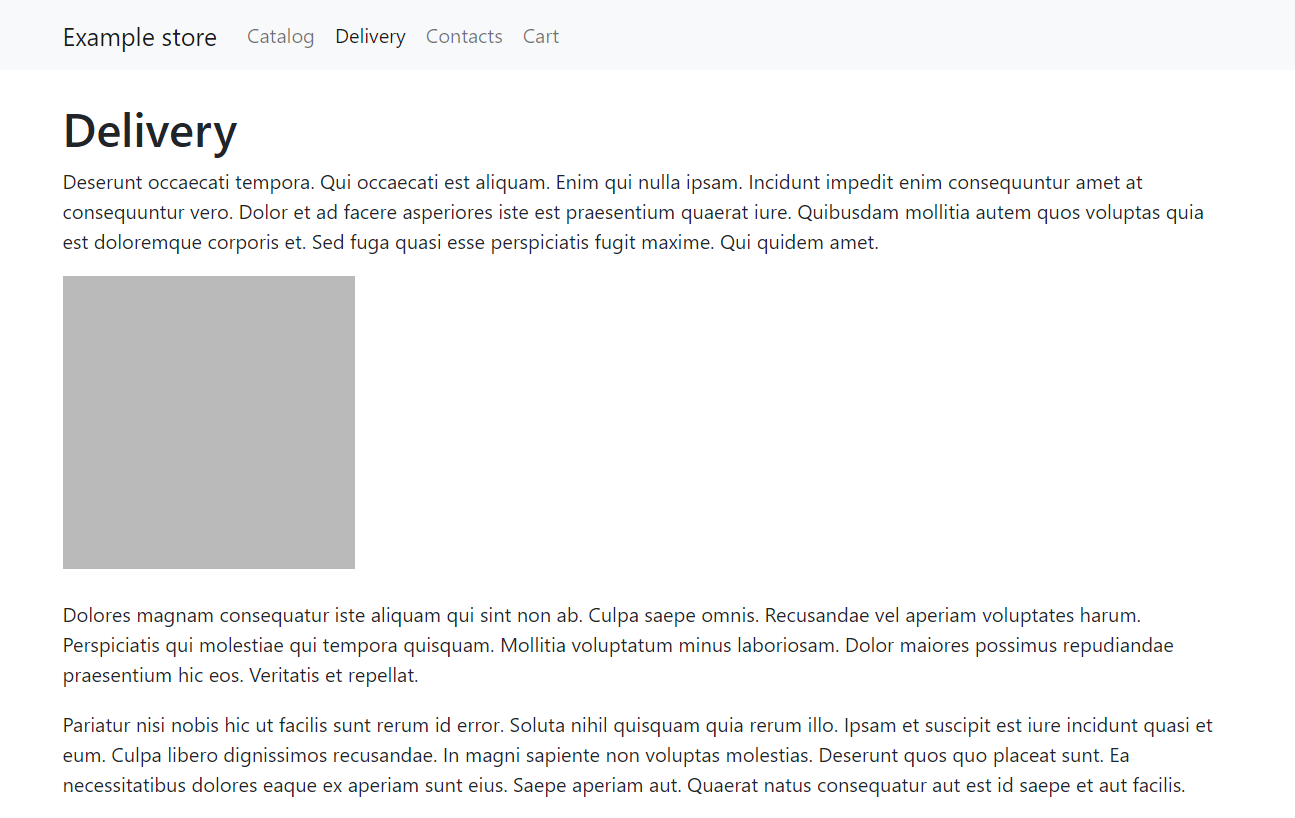 Example store Catalog Delivery Contacts Cart
Delivery
Deserunt occaecati tempora. Qui occaecati est aliquam. Enim qui nulla ipsam. Incidunt impedit enim consequuntur amet at
consequuntur vero. Dolor et ad facere asperiores iste est praesentium quaerat iure. Quibusdam mollitia autem quos voluptas quia
est doloremque corporis et. Sed fuga quasi esse perspiciatis fugit maxime. Qui quidem amet.
Dolores magnam consequatur iste aliquam qui sint non ab. Culpa saepe omnis. Recusandae vel aperiam voluptates harum.
Perspiciatis qui molestiae qui tempora quisquam. Mollitia voluptatum minus laboriosam. Dolor maiores possimus repudiandae
praesentium hic eos. Veritatis et repellat.
Pariatur nisi nobis hic ut facilis sunt rerum id error. Soluta nihil quisquam quia rerum illo. Ipsam et suscipit est iure incidunt quasi et
eum. Culpa libero dignissimos recusandae. In magni sapiente non voluptas molestias. Deserunt quos quo placeat sunt. Ea
necessitatibus dolores eaque ex aperiam sunt eius. Saepe aperiam aut. Quaerat natus consequatur aut est id saepe et aut facilis.